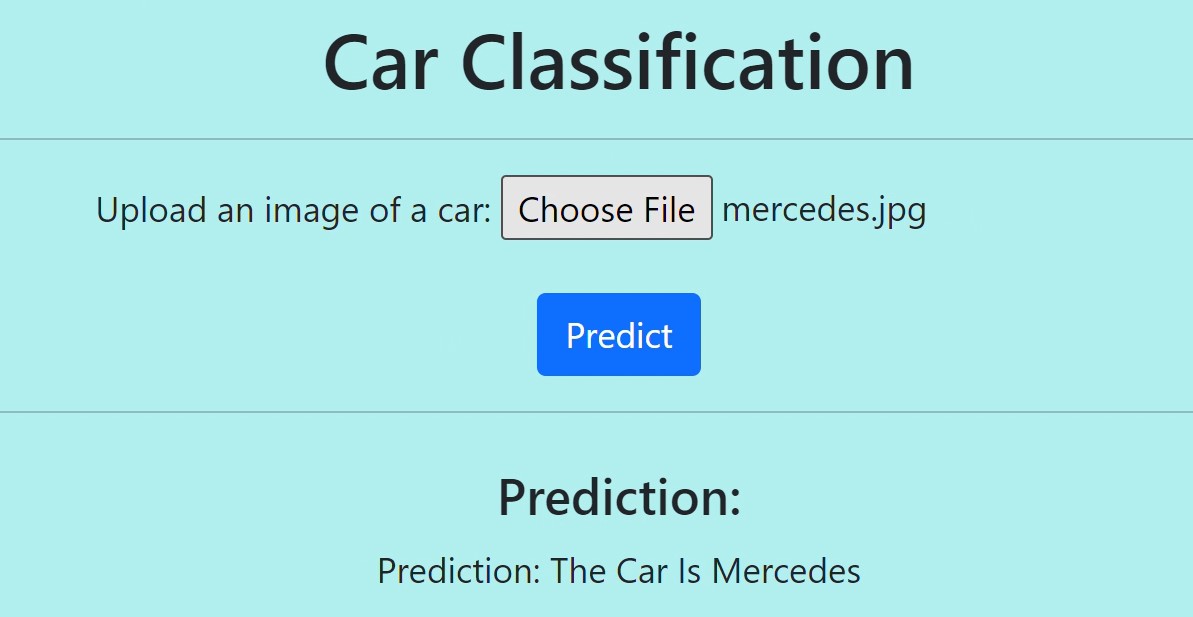 Car Classification
Upload an image of a car: Choose File mercedes.jpg
Predict
Prediction:
Prediction: The Car Is Mercedes